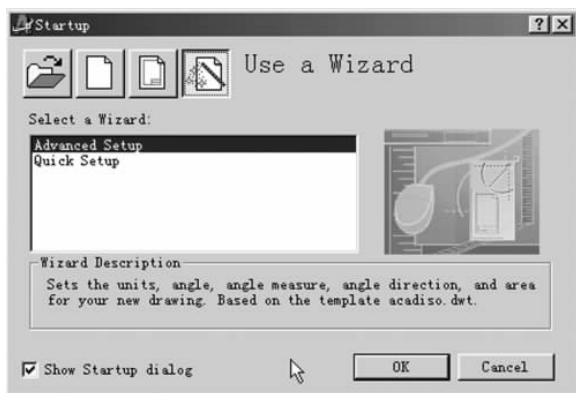 Startup
Use a Wizard
Select a Wizard:
Advanced Setup
Quick Setup
Wizard Description
Sets the units, angle, angle measure, angle direction, and area
for your new drawing. Based on the template acadiso.dwt.
Show Startup dialog
OK
Cancel